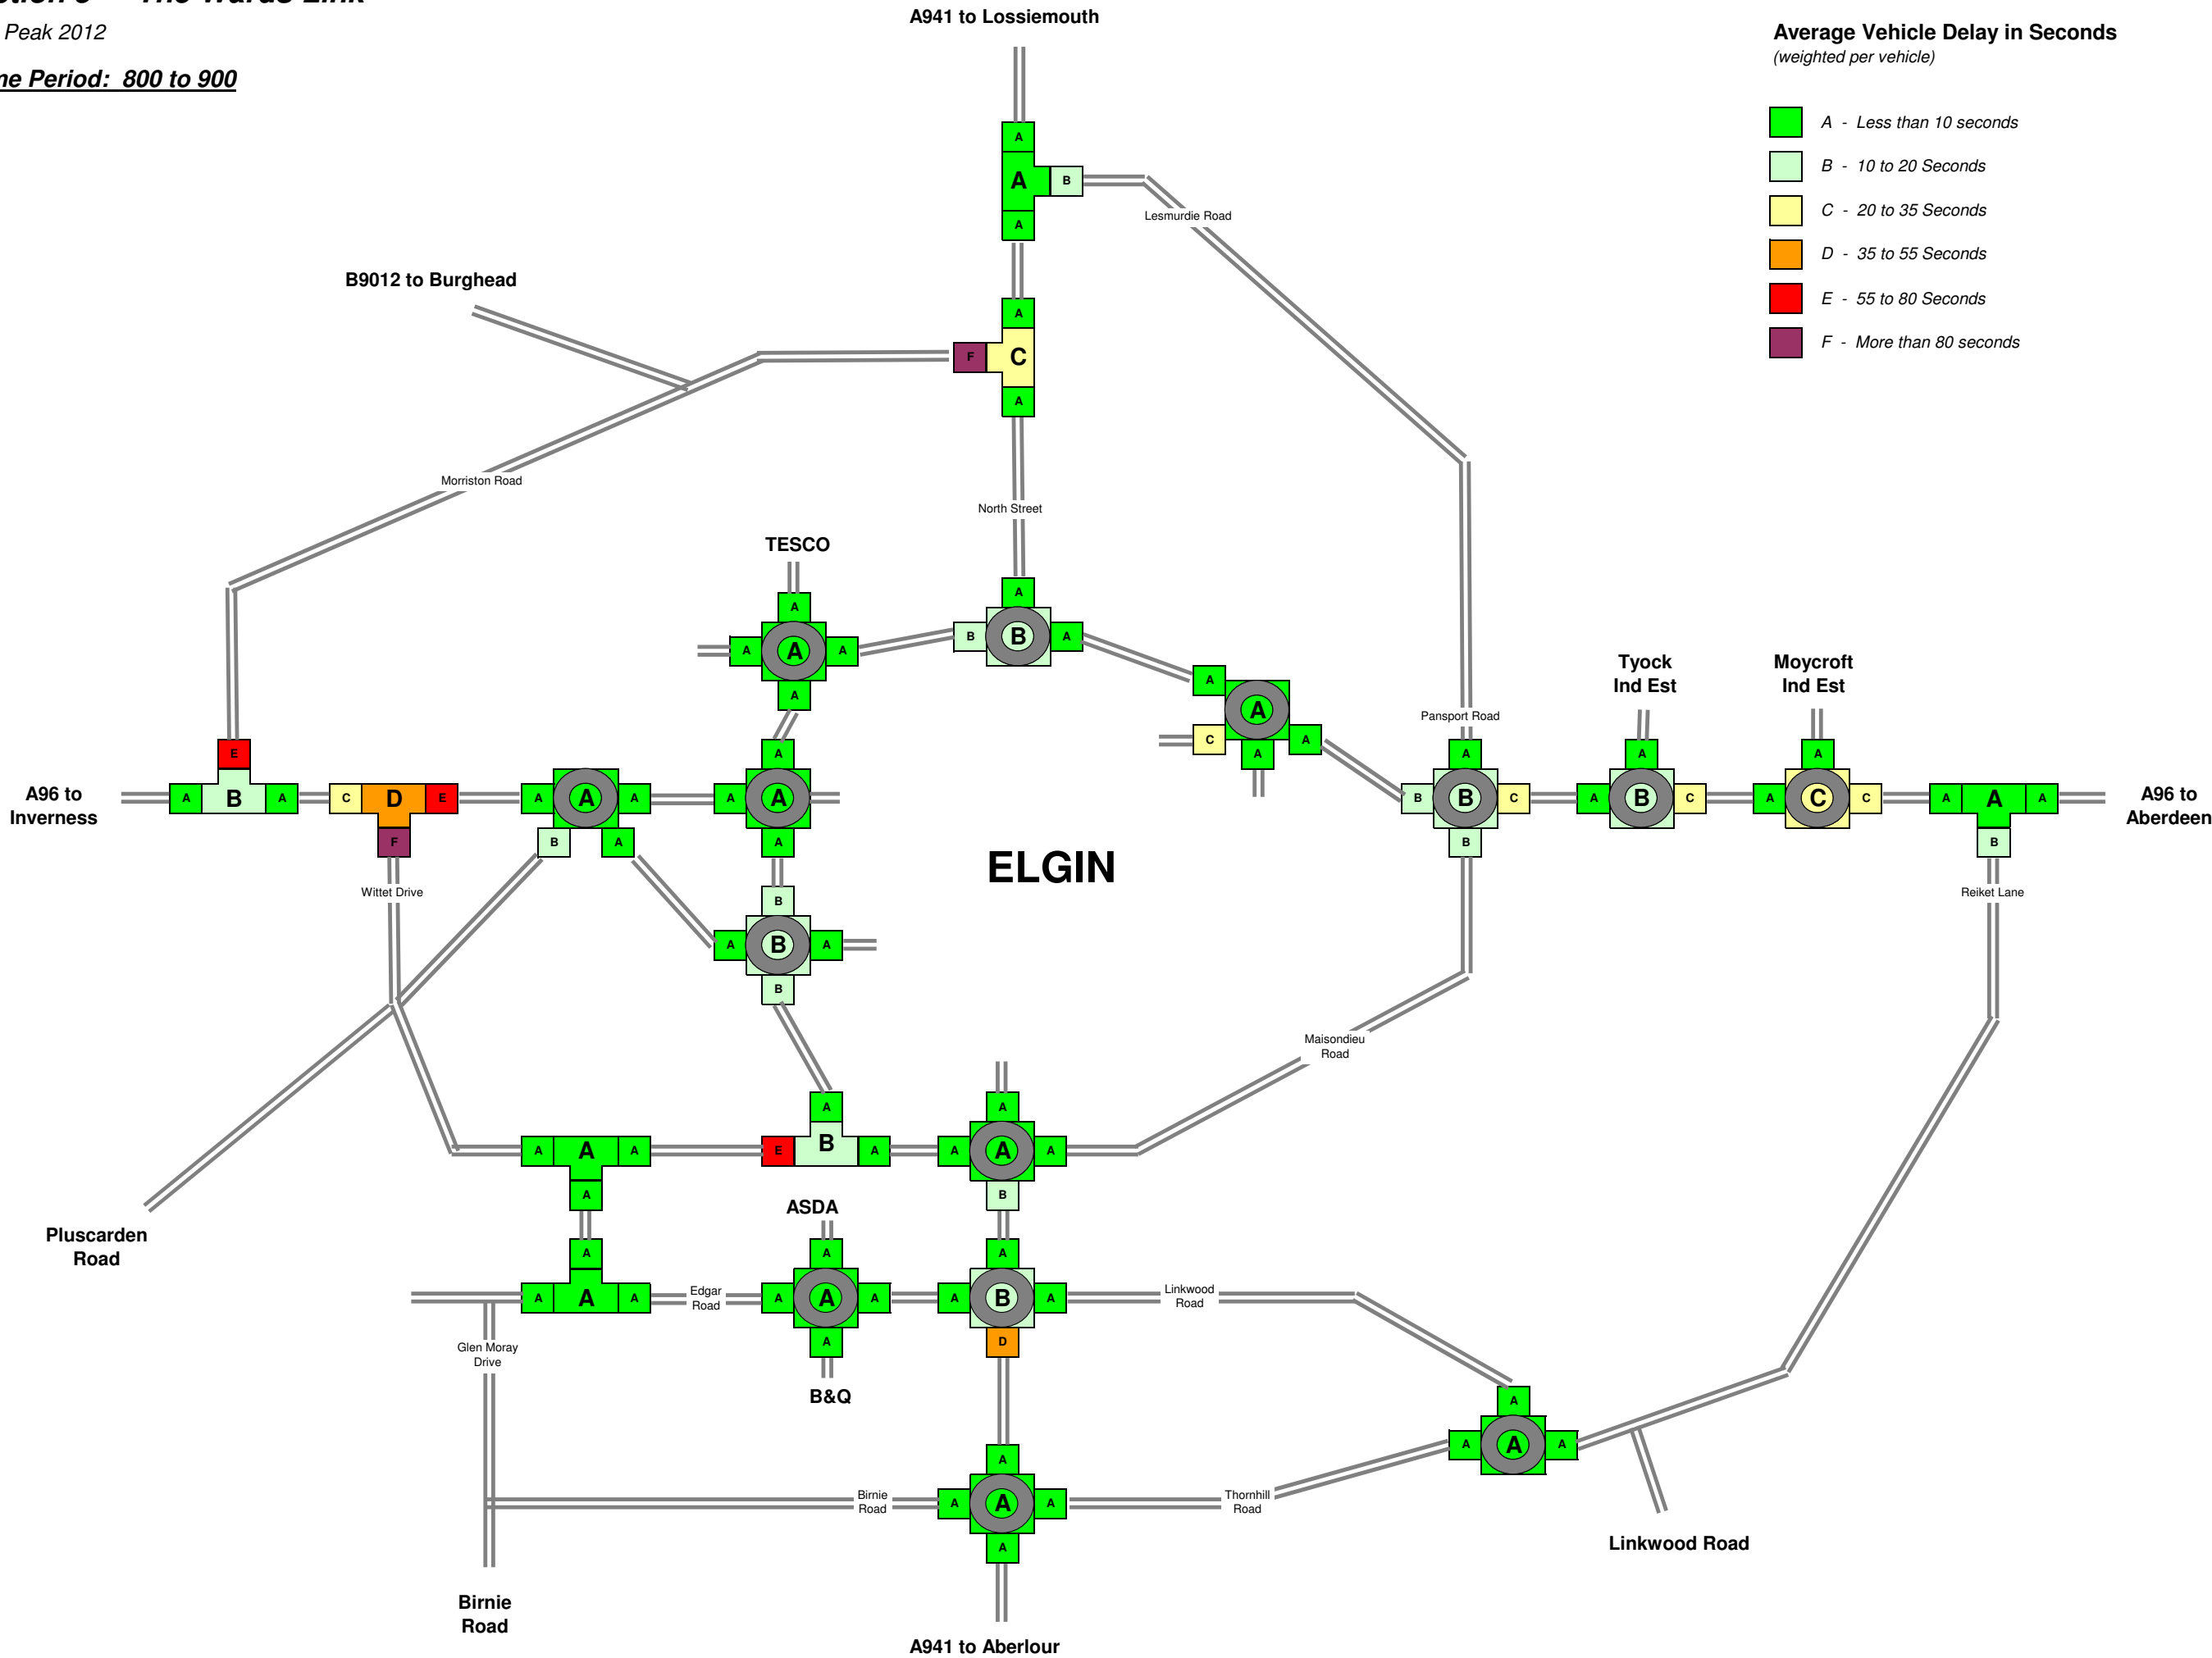 The Wards Link
Peak 2012
Period: 800 to 900
A941 to Lossiemouth
Average Vehicle Delay in Seconds
(weighted per vehicle)
A - Less than 10 seconds
B - 10 to 20 Seconds
C - 20 to 35 Seconds
D - 35 to 55 Seconds
E - 55 to 80 Seconds
F - More than 80 seconds
A
A B
A
Lesmurdie Road
B9012 to Burghead
A
F C
A
Morriston Road
North Street
TESCO
A
A A A
A
A
B B A
A
A
C A
A
Pansport Road
Tyock
Ind Est
Moycroft
Ind Est
A96 to
Inverness
E
A B A
C D E
F
A A A
B A
A
A A
A
A
B B C
B
A
A B C
A
A C C
A A A
B
A96 to
Aberdeen
ELGIN
Wittet Drive
Reiket Lane
B
A B A
B
Maisondieu
Road
A A A
A
A
E B A
A
A A A
B
Pluscarden
Road
ASDA
A
A A A
Edgar
Road
A
A A A
A
A
A B A
D
Linkwood
Road
Glen Moray
Drive
B&Q
A
A A A
Birnie
Road
A
A A A
A
Thornhill
Road
Linkwood Road
Birnie
Road
A941 to Aberlour